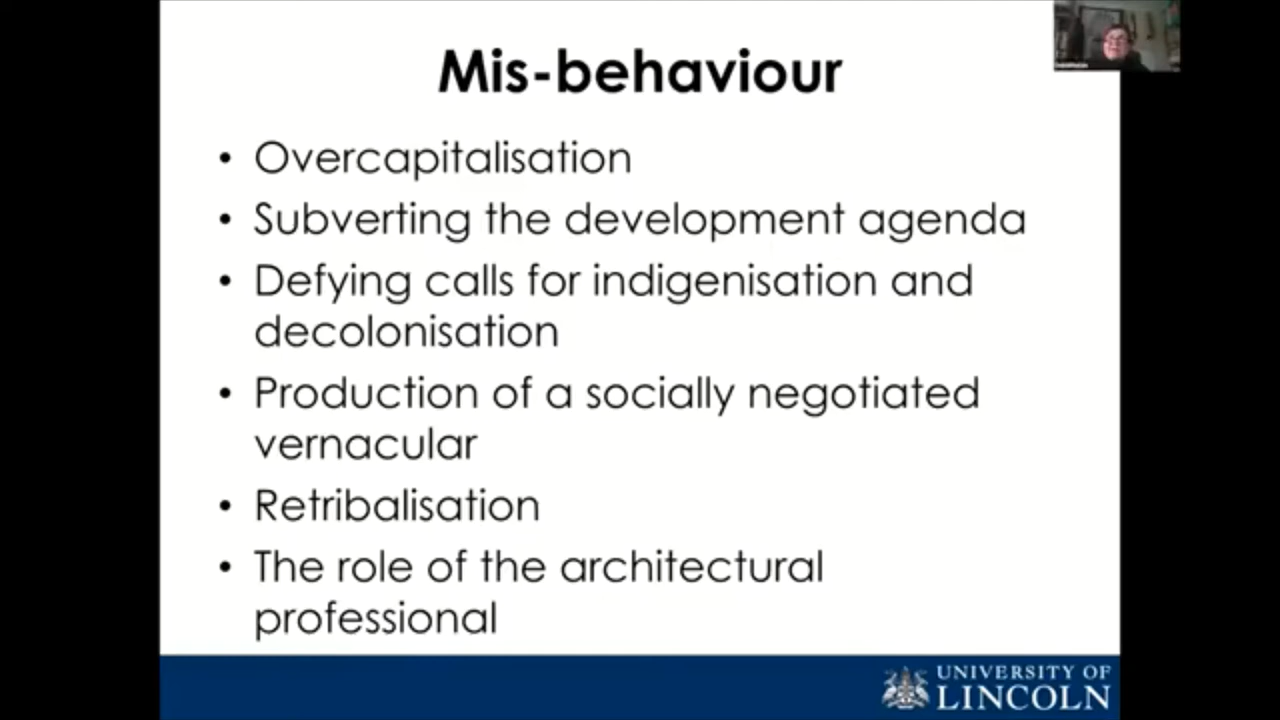 Mis-behaviour
• Overcapitalisation
• Subverting the development agenda
• Defying calls for indigenisation and
decolonisation
• Production of a socially negotiated
vernacular
• Retribalisation
• The role of the architectural
professional
UNIVERSITY OF
LINCOLN